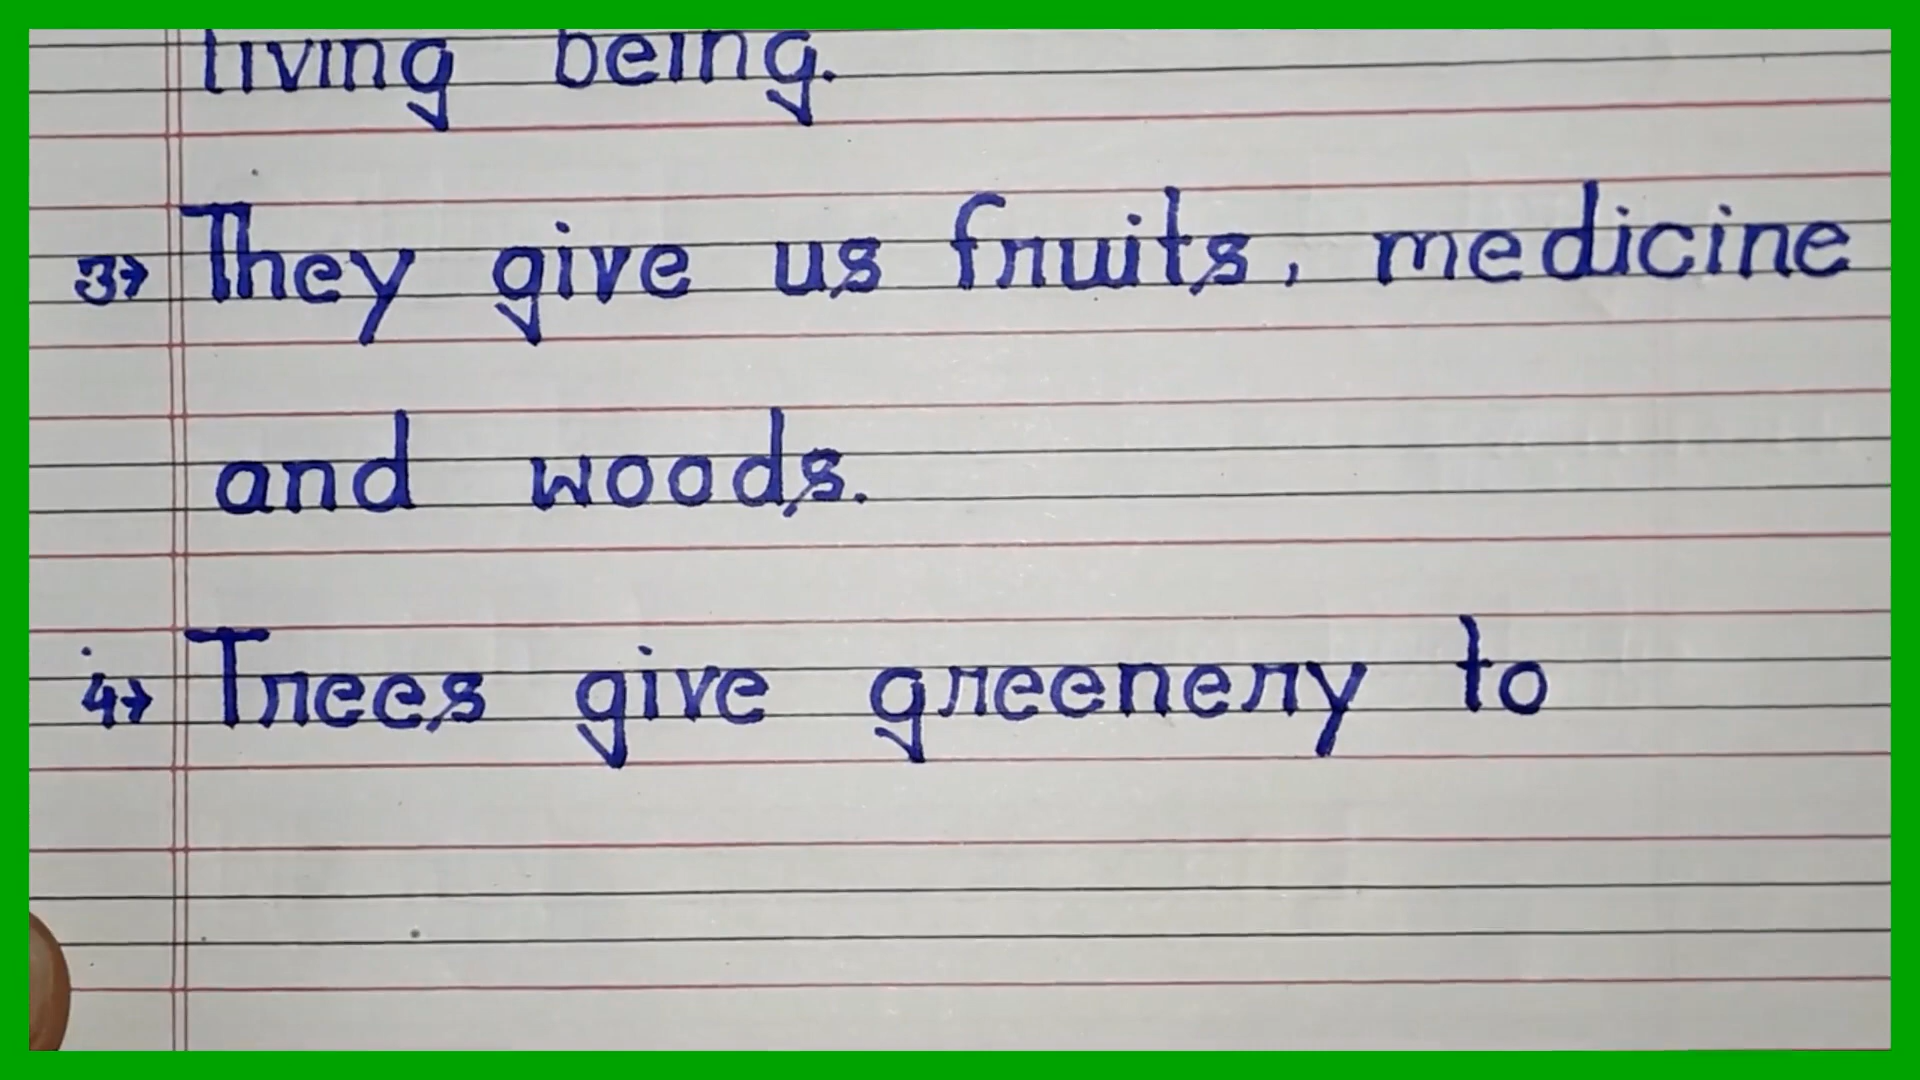 living being.
3→ They give us fruits, medicine
and woods.
4→ Trees give greenery to